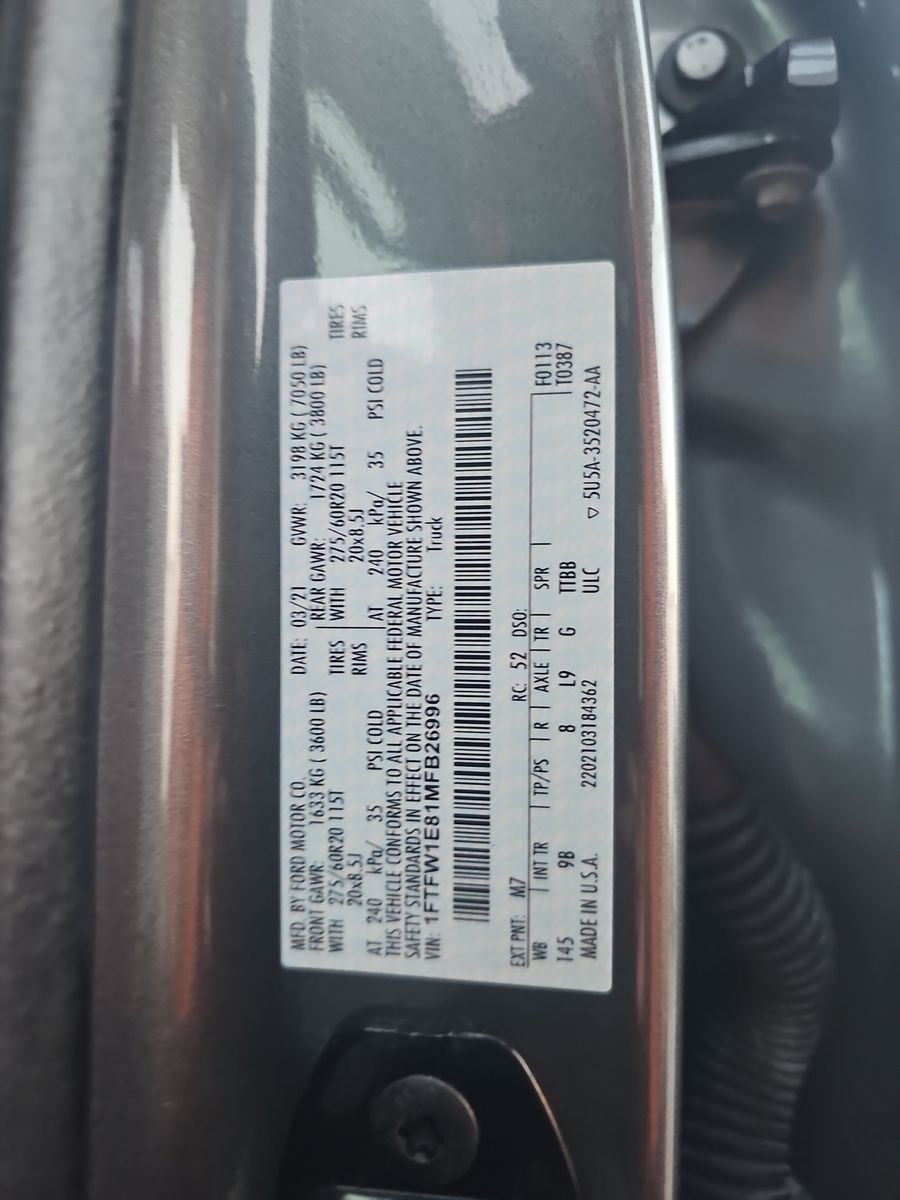 MFD. BY FORD MOTOR CO. DATE: 03/21 GVWR: 3198 KG ( 7050 LB)
FRONT GAWR: 1633 KG ( 3600 LB) REAR GAWR: 1724 KG ( 3800 LB)
WITH 275/60R20 115T TIRES WITH 275/60R20 115T TIRES
20x8.5J RIMS 20x8.5J RIMS
AT 240 kPa/ 35 PSI COLD AT 240 kPa/ 35 PSI COLD
THIS VEHICLE CONFORMS TO ALL APPLICABLE FEDERAL MOTOR VEHICLE
SAFETY STANDARDS IN EFFECT ON THE DATE OF MANUFACTURE SHOWN ABOVE.
VIN: 1FTFW1E81MFB26996 TYPE: Truck
EXT PNT: M7 RC: 52 DSO: F0113
WB INT TR TP/PS R AXLE TR SPR T0387
145 9B 8 L9 G TTBB
MADE IN U.S.A. 2202103184362 ULC ▽ 5U5A-3520472-AA